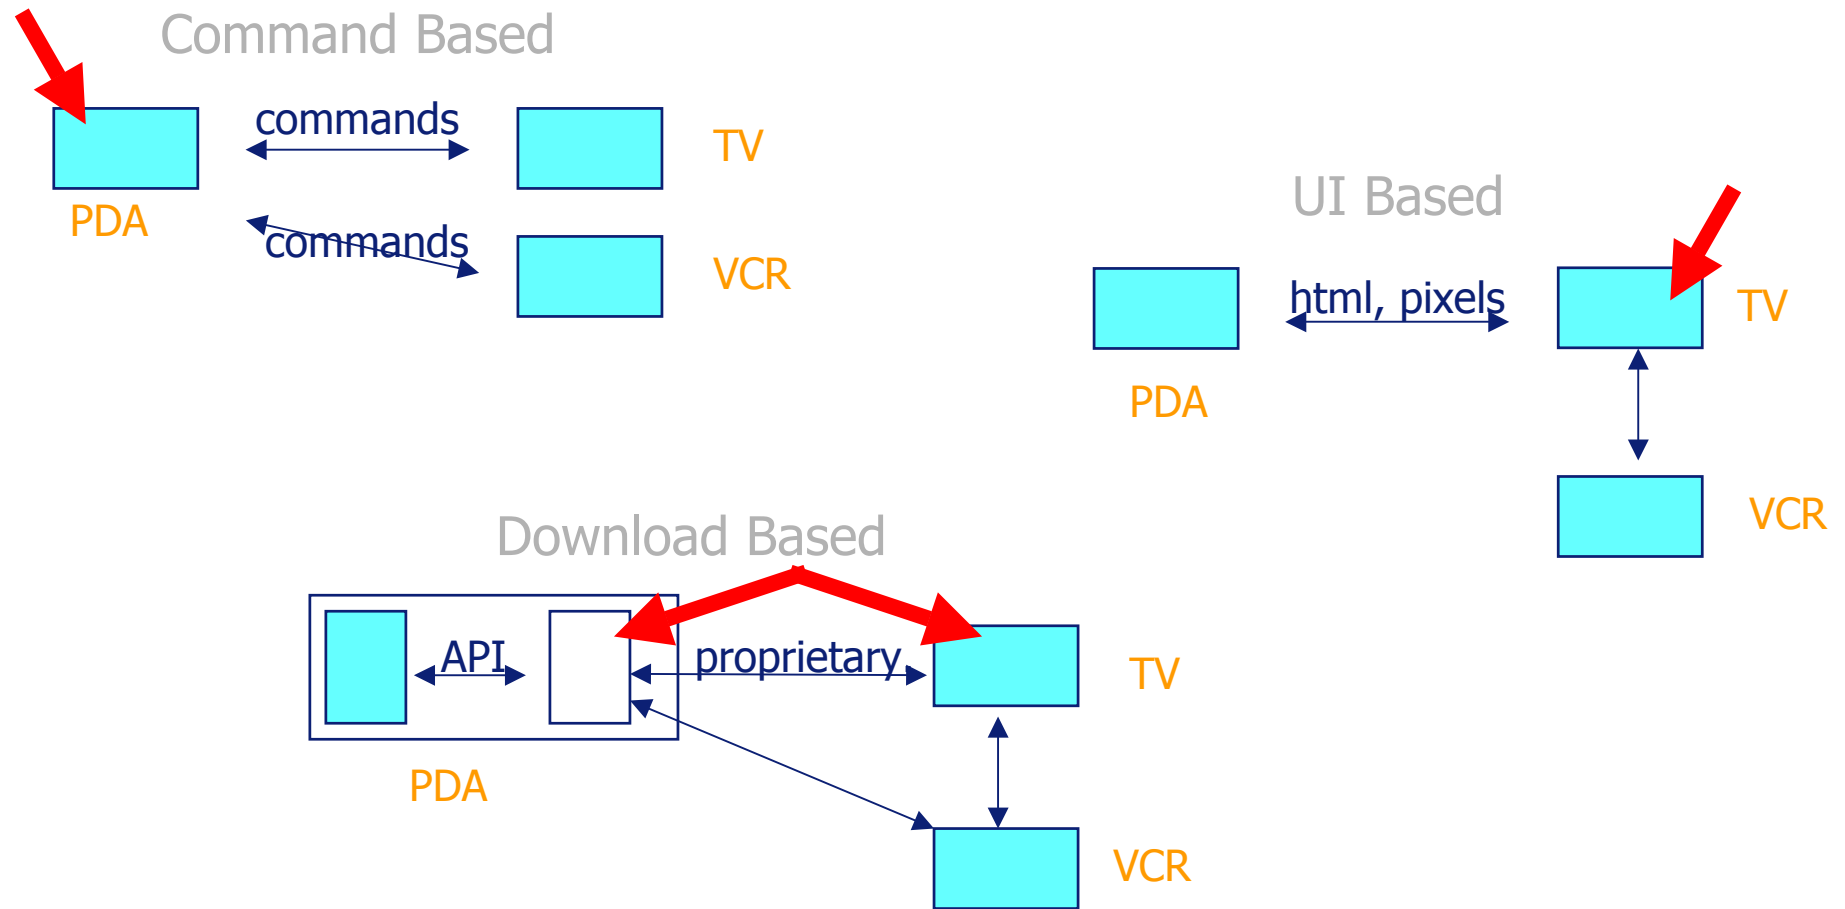 Command Based
commands
TV
PDA
commands
VCR
UI Based
html, pixels
TV
PDA
VCR
Download Based
API
proprietary
TV
PDA
VCR